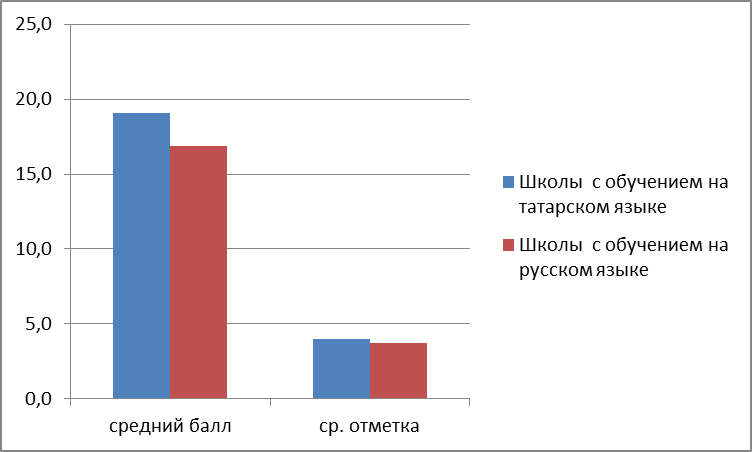 25,0
20,0
15,0
10,0
5,0
0,0
средний балл
ср. отметка
Школы с обучением на
татарском языке
Школы с обучением на
русском языке